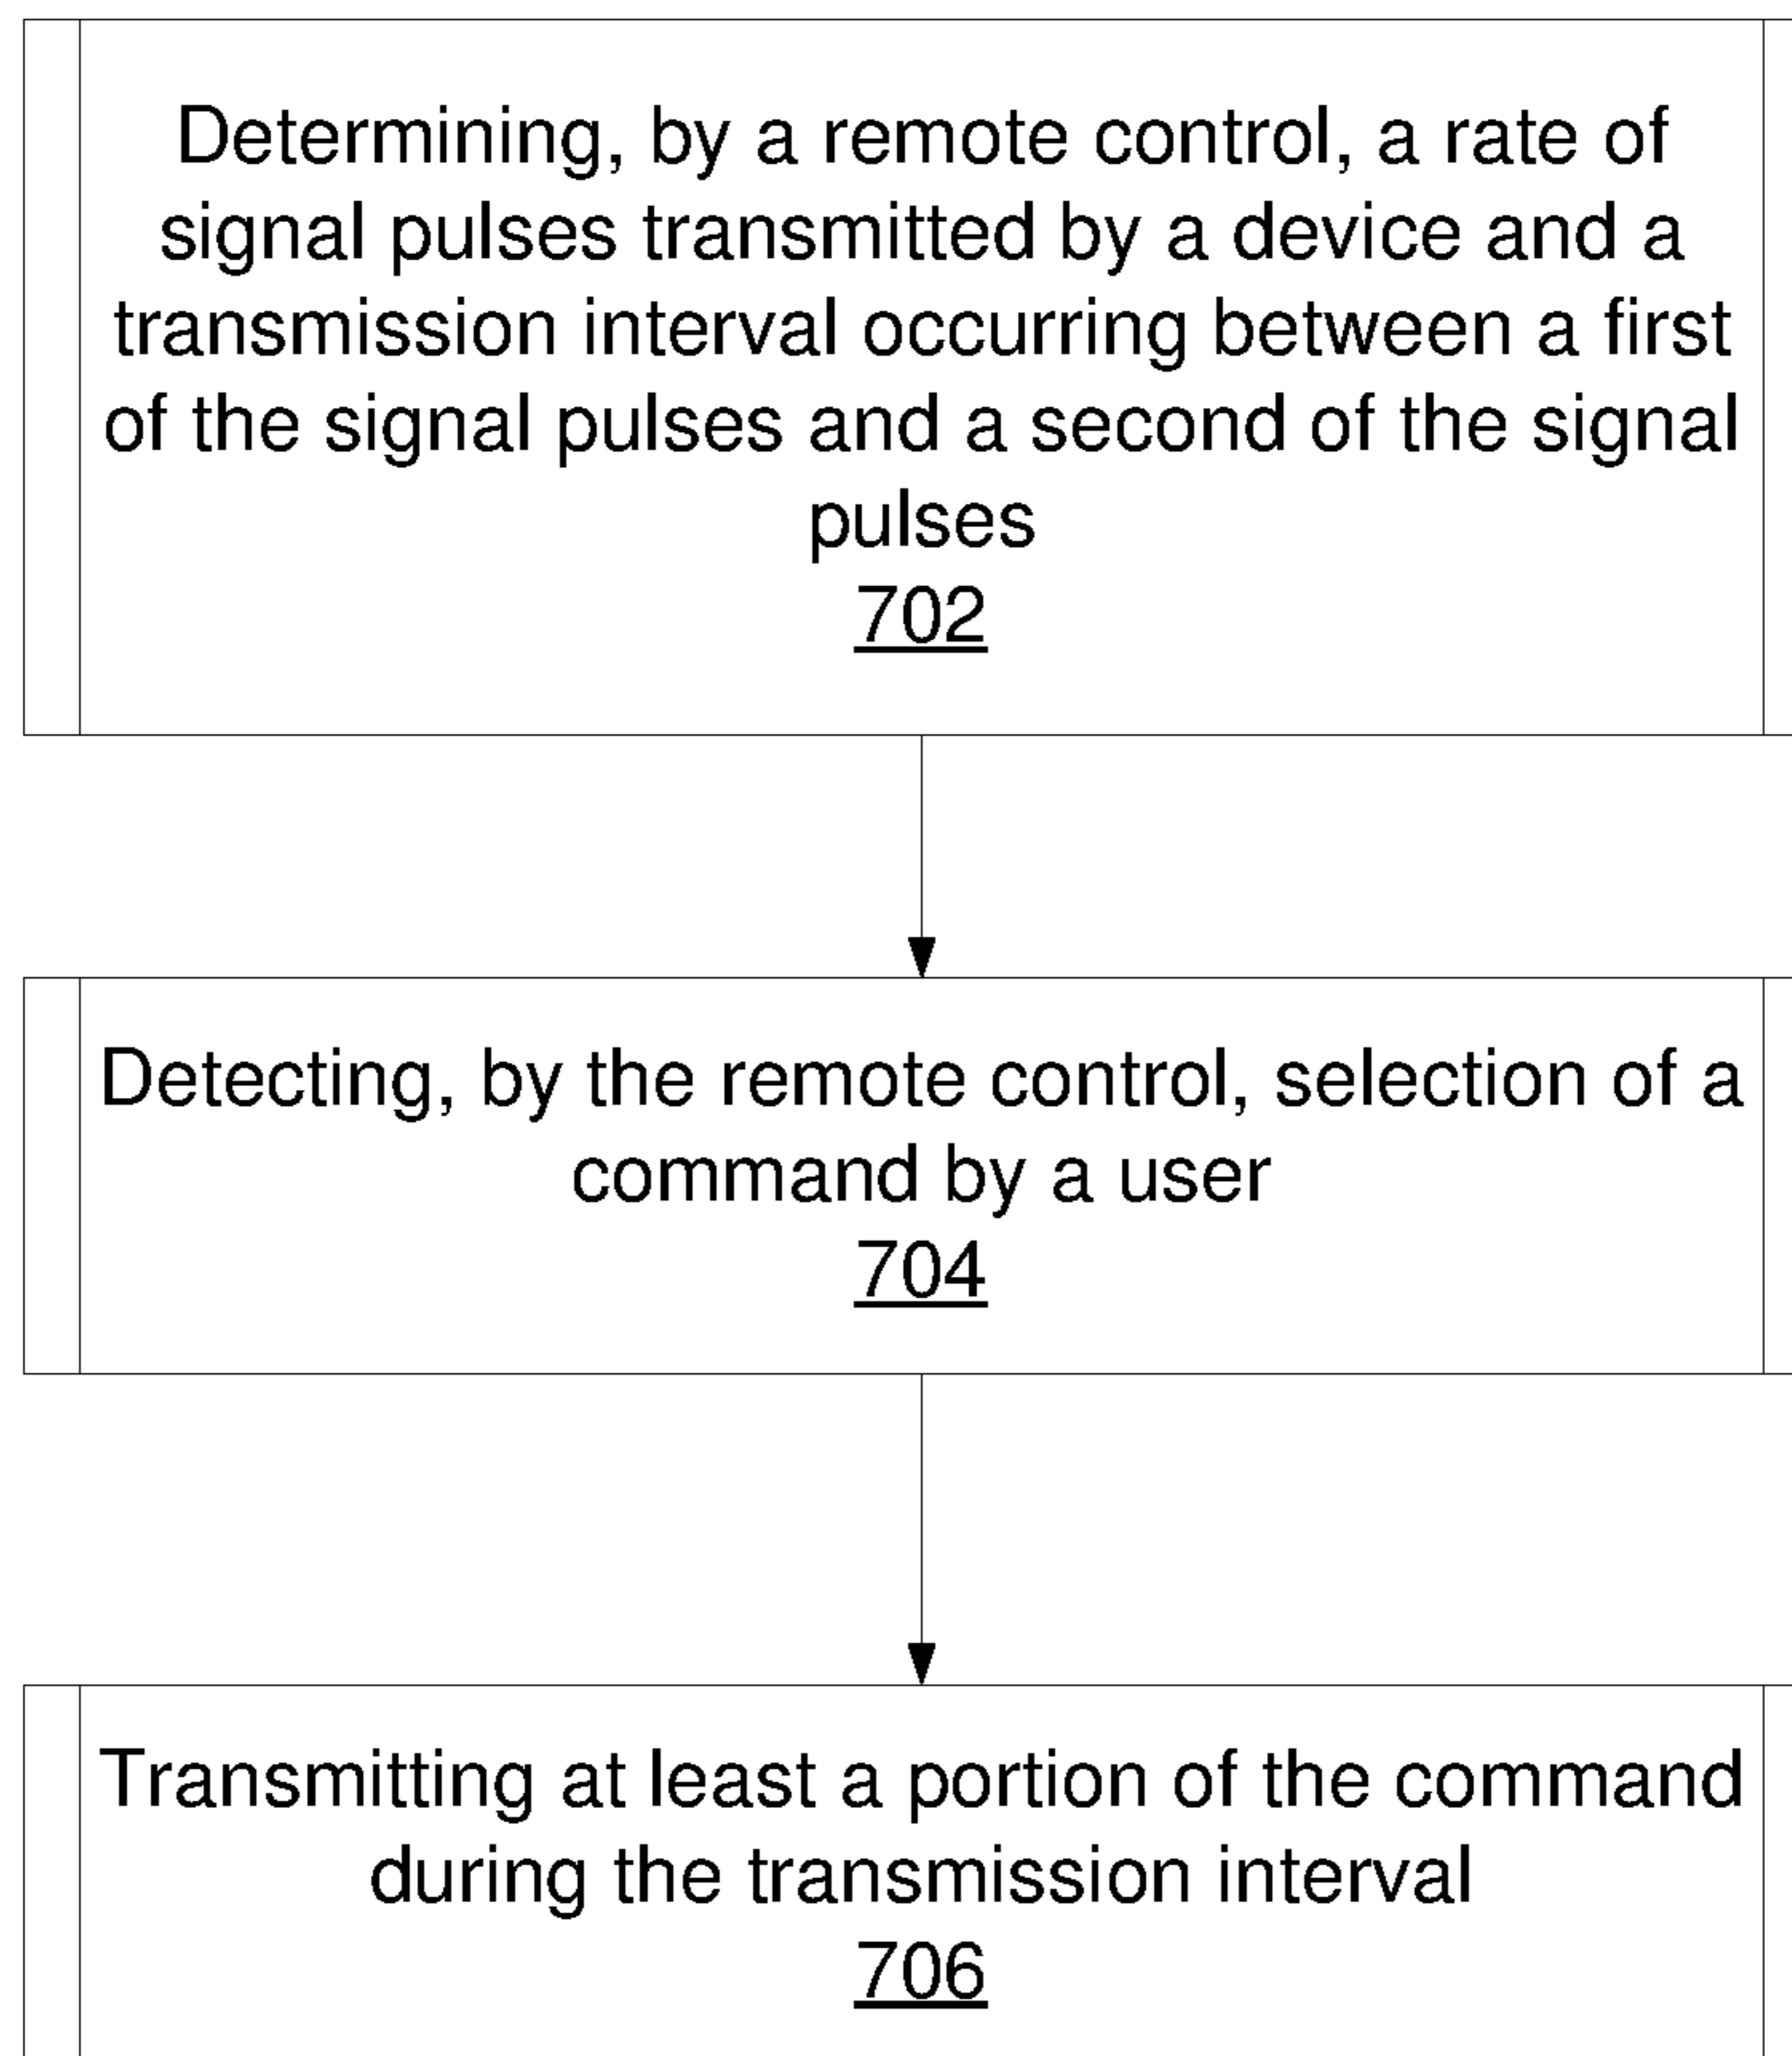 Determining, by a remote control, a rate of
signal pulses transmitted by a device and a
transmission interval occurring between a first
of the signal pulses and a second of the signal
pulses
702
Detecting, by the remote control, selection of a
command by a user
704
Transmitting at least a portion of the command
during the transmission interval
706